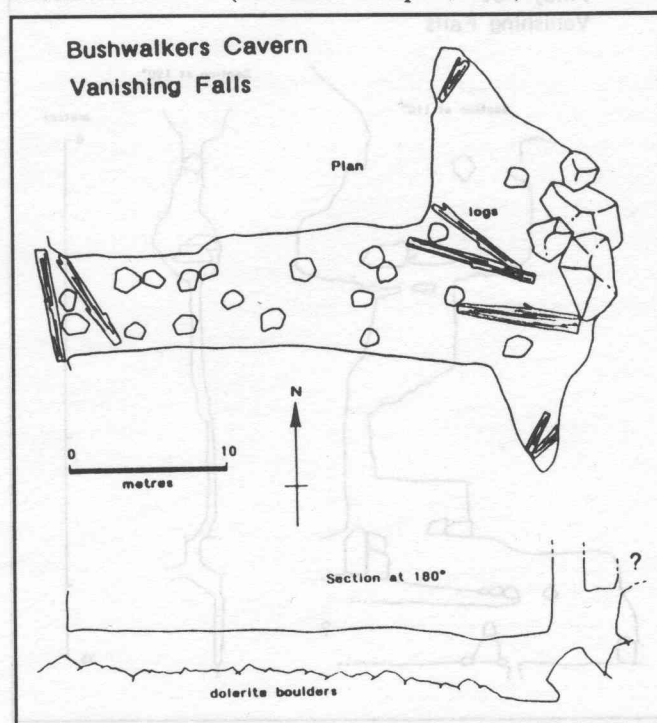 Bushwalkers Cavern
Vanishing Falls
Plan
logs
N
0 10
metres
?
Section at 180°
dolerite boulders